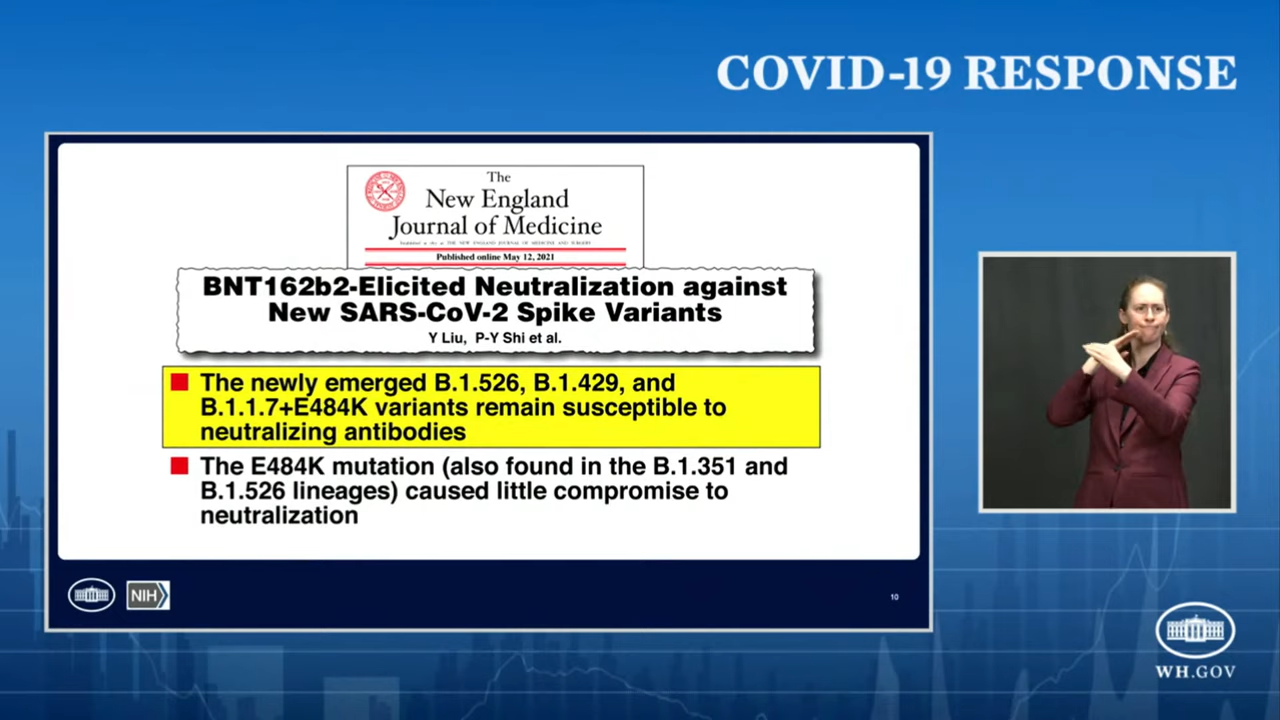 COVID-19 RESPONSE
The
New England
Journal of Medicine
Published online May 12, 2021
BNT162b2-Elicited Neutralization against
New SARS-CoV-2 Spike Variants
Y Liu, P-Y Shi et al.
The newly emerged B.1.526, B.1.429, and
B.1.1.7+E484K variants remain susceptible to
neutralizing antibodies
The E484K mutation (also found in the B.1.351 and
B.1.526 lineages) caused little compromise to
neutralization
NIH
10
WH.GOV